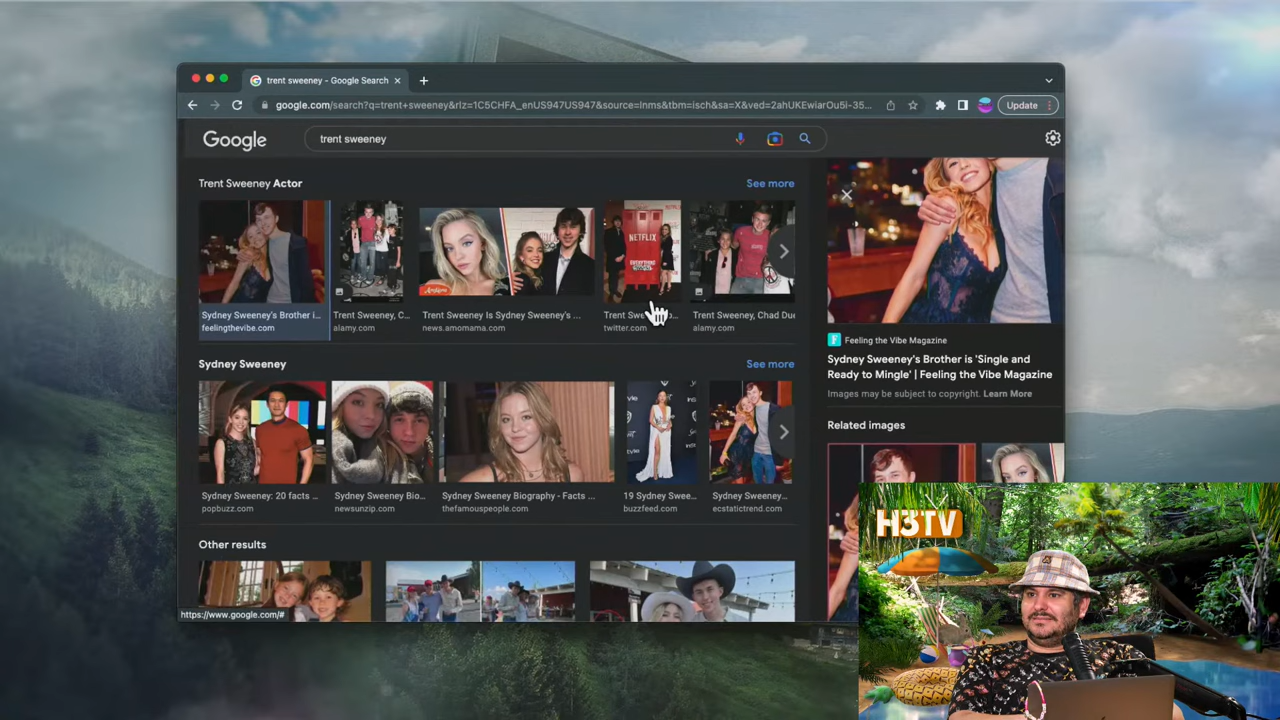 trent sweeney - Google Search
google.com/search?q=trent+sweeney&rlz=1C5CHFA_enUS947US947&source=lnms&tbm=isch&sa=X&ved=2ahUKEwiarOu5i-35...
Update
Google
trent sweeney
Trent Sweeney Actor
See more
NETFLIX
Sydney Sweeney's Brother i...
feelingthevibe.com
Trent Sweeney, C...
alamy.com
Trent Sweeney Is Sydney Sweeney's ...
news.amomama.com
twitter.com
Trent Sweeney, Chad Due
alamy.com
Feeling the Vibe Magazine
Sydney Sweeney's Brother is 'Single and
Ready to Mingle' | Feeling the Vibe Magazine
Images may be subject to copyright. Learn More
Sydney Sweeney
See more
Sydney Sweeney: 20 facts ...
popbuzz.com
Sydney Sweeney Bio...
newsunzip.com
Sydney Sweeney Biography - Facts ...
thefamouspeople.com
19 Sydney Swee...
buzzfeed.com
Sydney Sweeney...
ecstatictrend.com
Related images
Other results
https://www.google.com/#
H3TV